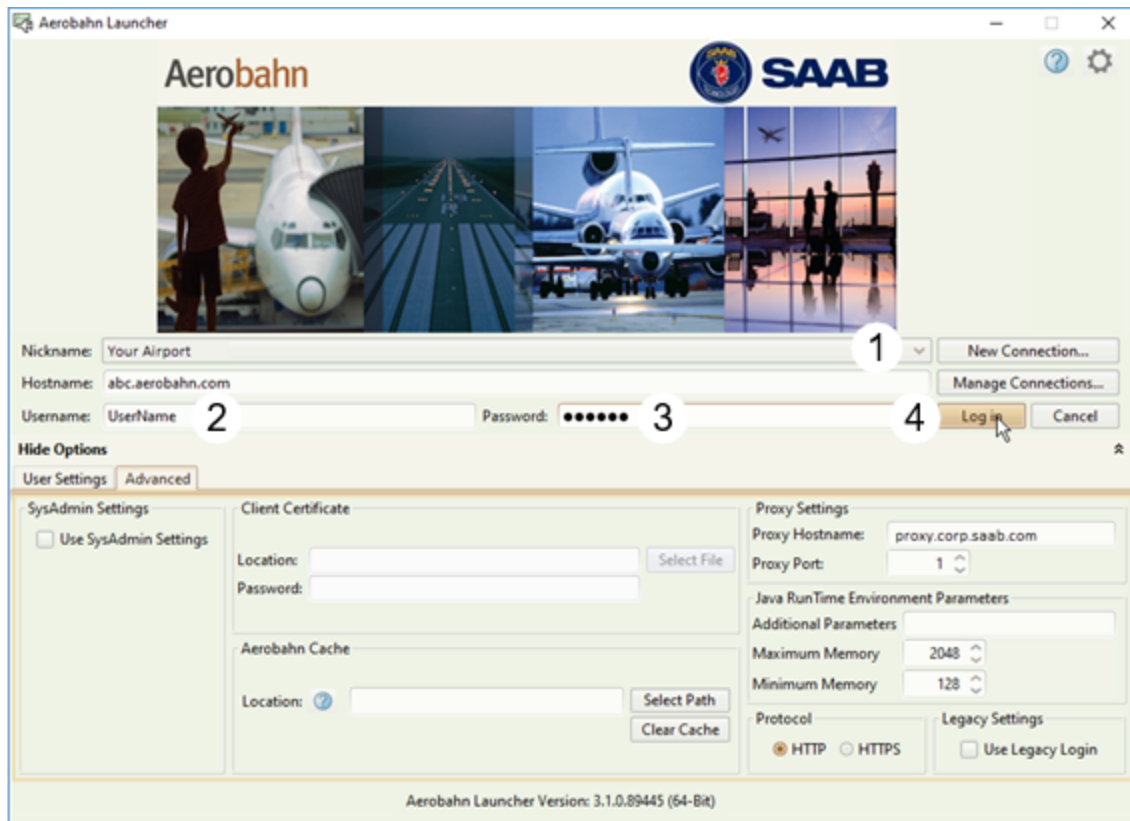 Aerobahn Launcher
Aerobahn
SAAB
TECHNOLOGIES
SAAB
Nickname: Your Airport 1 New Connection...
Hostname: abc.aerobahn.com Manage Connections...
Username: UserName 2 Password: ●●●●●● 3 4 Log in Cancel
Hide Options
User Settings Advanced
SysAdmin Settings Client Certificate Proxy Settings
Use SysAdmin Settings Proxy Hostname: proxy.corp.saab.com
Location: Select File Proxy Port: 1
Password:
Java RunTime Environment Parameters
Additional Parameters
Aerobahn Cache Maximum Memory 2048
Minimum Memory 128
Location: Select Path
Clear Cache
Protocol Legacy Settings
HTTP HTTPS Use Legacy Login
Aerobahn Launcher Version: 3.1.0.89445 (64-Bit)